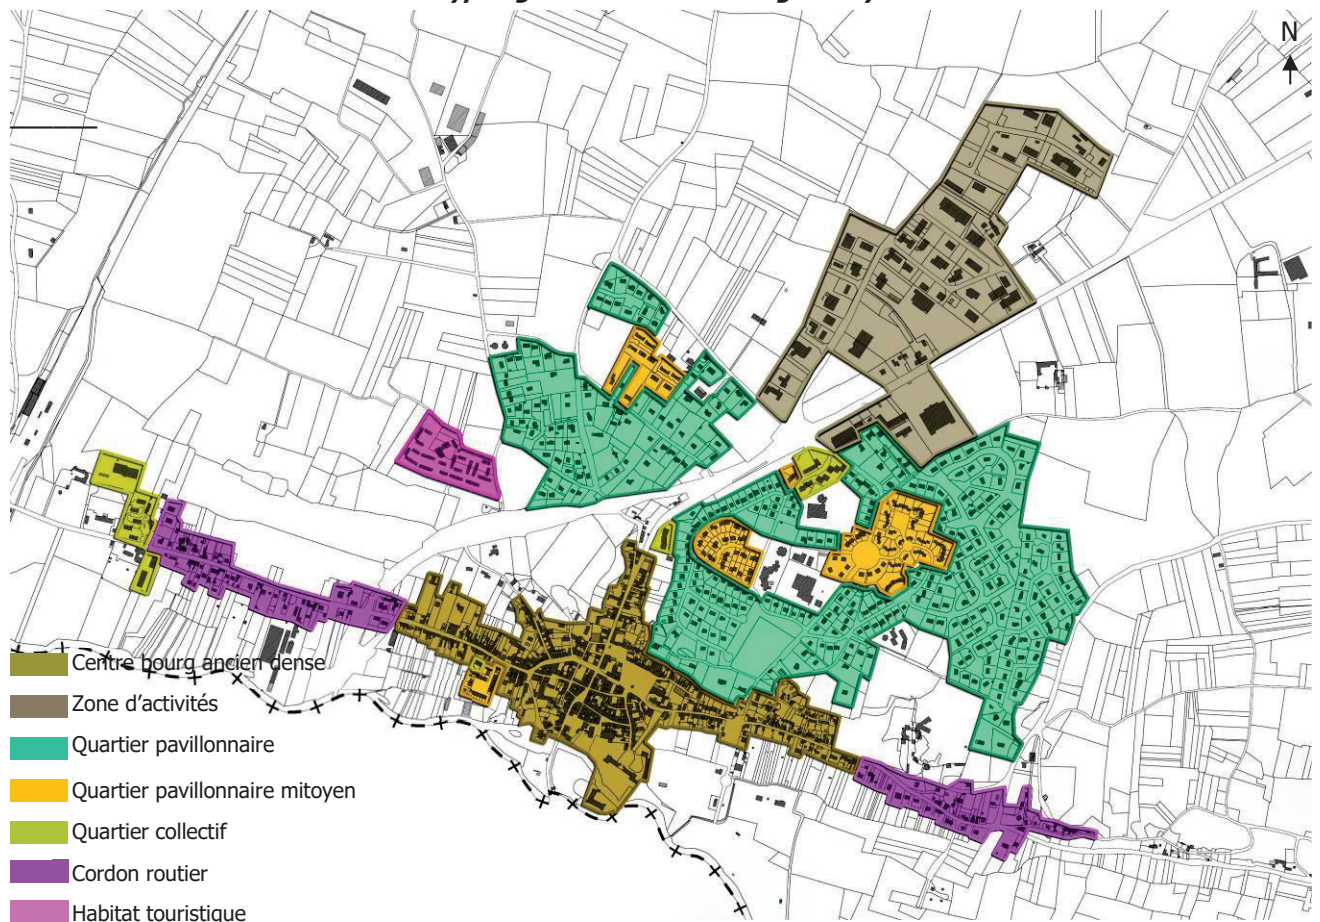 N
Centre bourg ancien dense
Zone d'activités
Quartier pavillonnaire
Quartier pavillonnaire mitoyen
Quartier collectif
Cordon routier
Habitat touristique